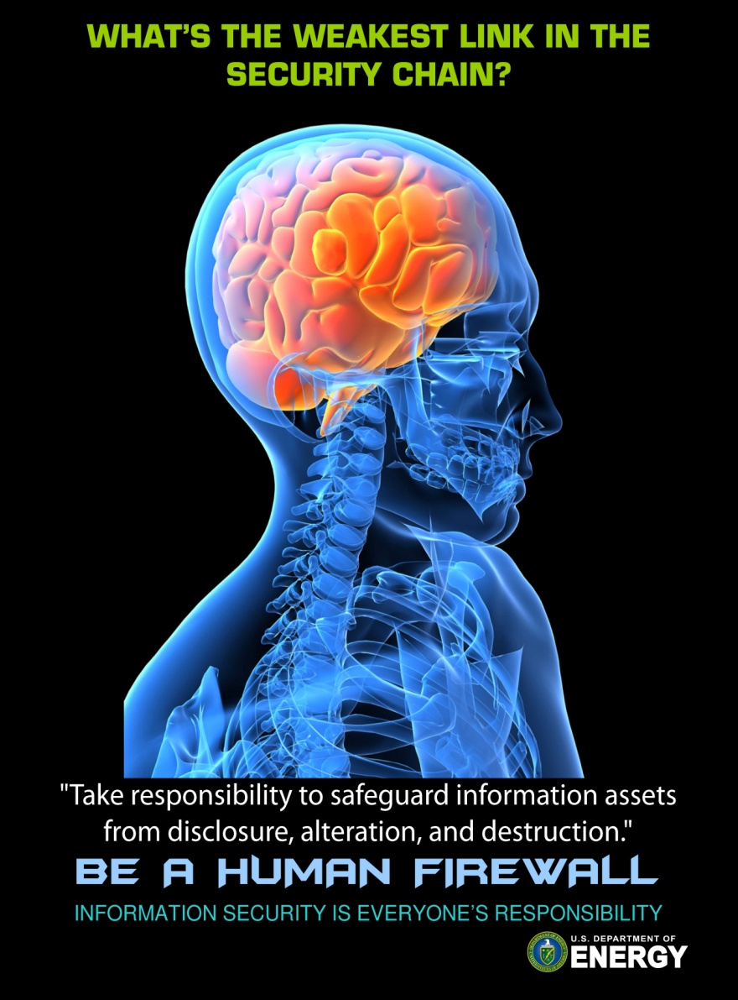 WHAT'S THE WEAKEST LINK IN THE
SECURITY CHAIN?
"Take responsibility to safeguard information assets
from disclosure, alteration, and destruction."
BE A HUMAN FIREWALL
INFORMATION SECURITY IS EVERYONE'S RESPONSIBILITY
U.S. DEPARTMENT OF
ENERGY